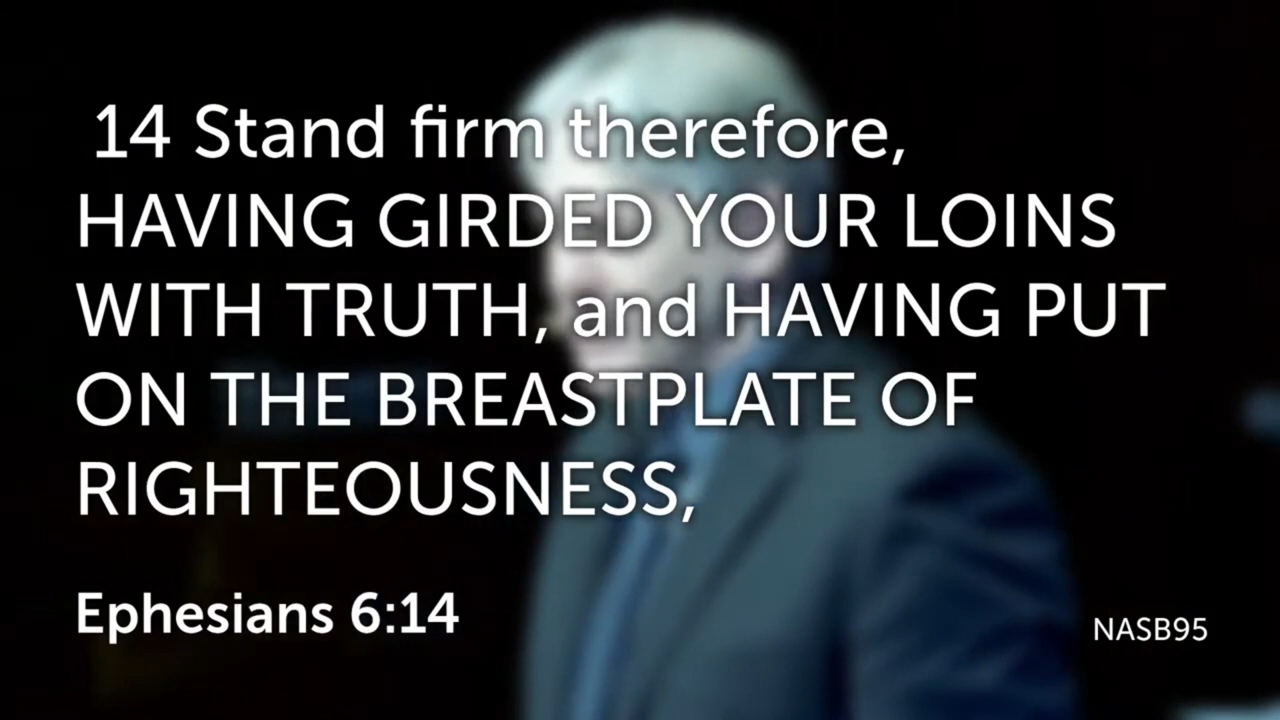 14 Stand firm therefore,
HAVING GIRDED YOUR LOINS
WITH TRUTH, and HAVING PUT
ON THE BREASTPLATE OF
RIGHTEOUSNESS,
Ephesians 6:14
NASB95